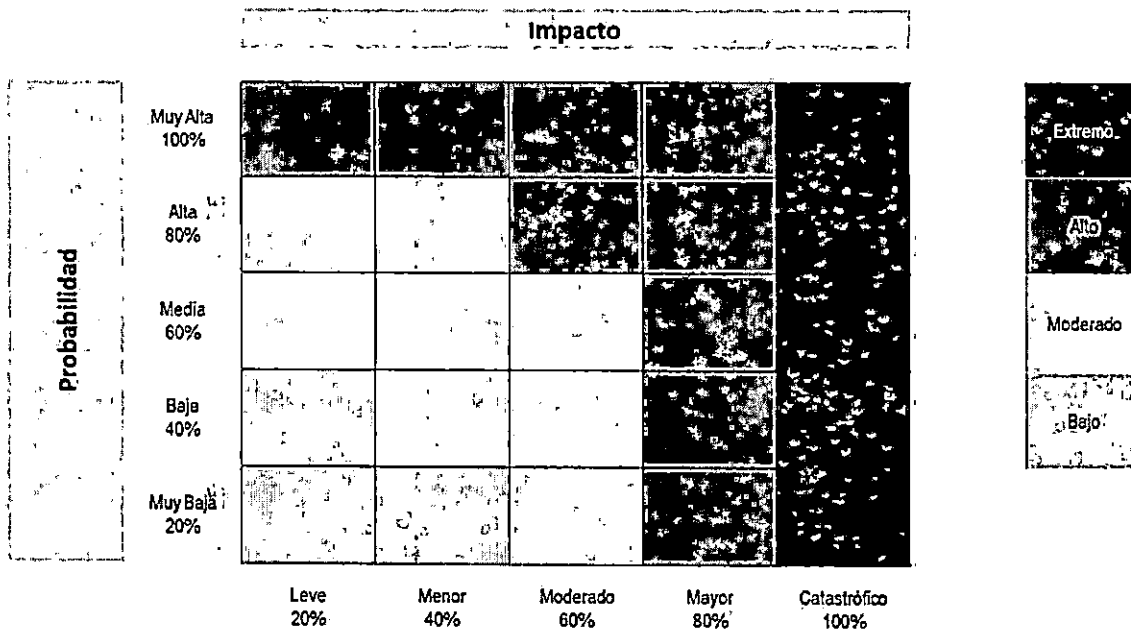 Impacto
Probabilidad
Muy Alta
100%
Alta
80%
Media
60%
Baja
40%
Muy Baja
20%
Leve
20%
Menor
40%
Moderado
60%
Mayor
80%
Catastrófico
100%
Extremo
Alto
Moderado
Bajo